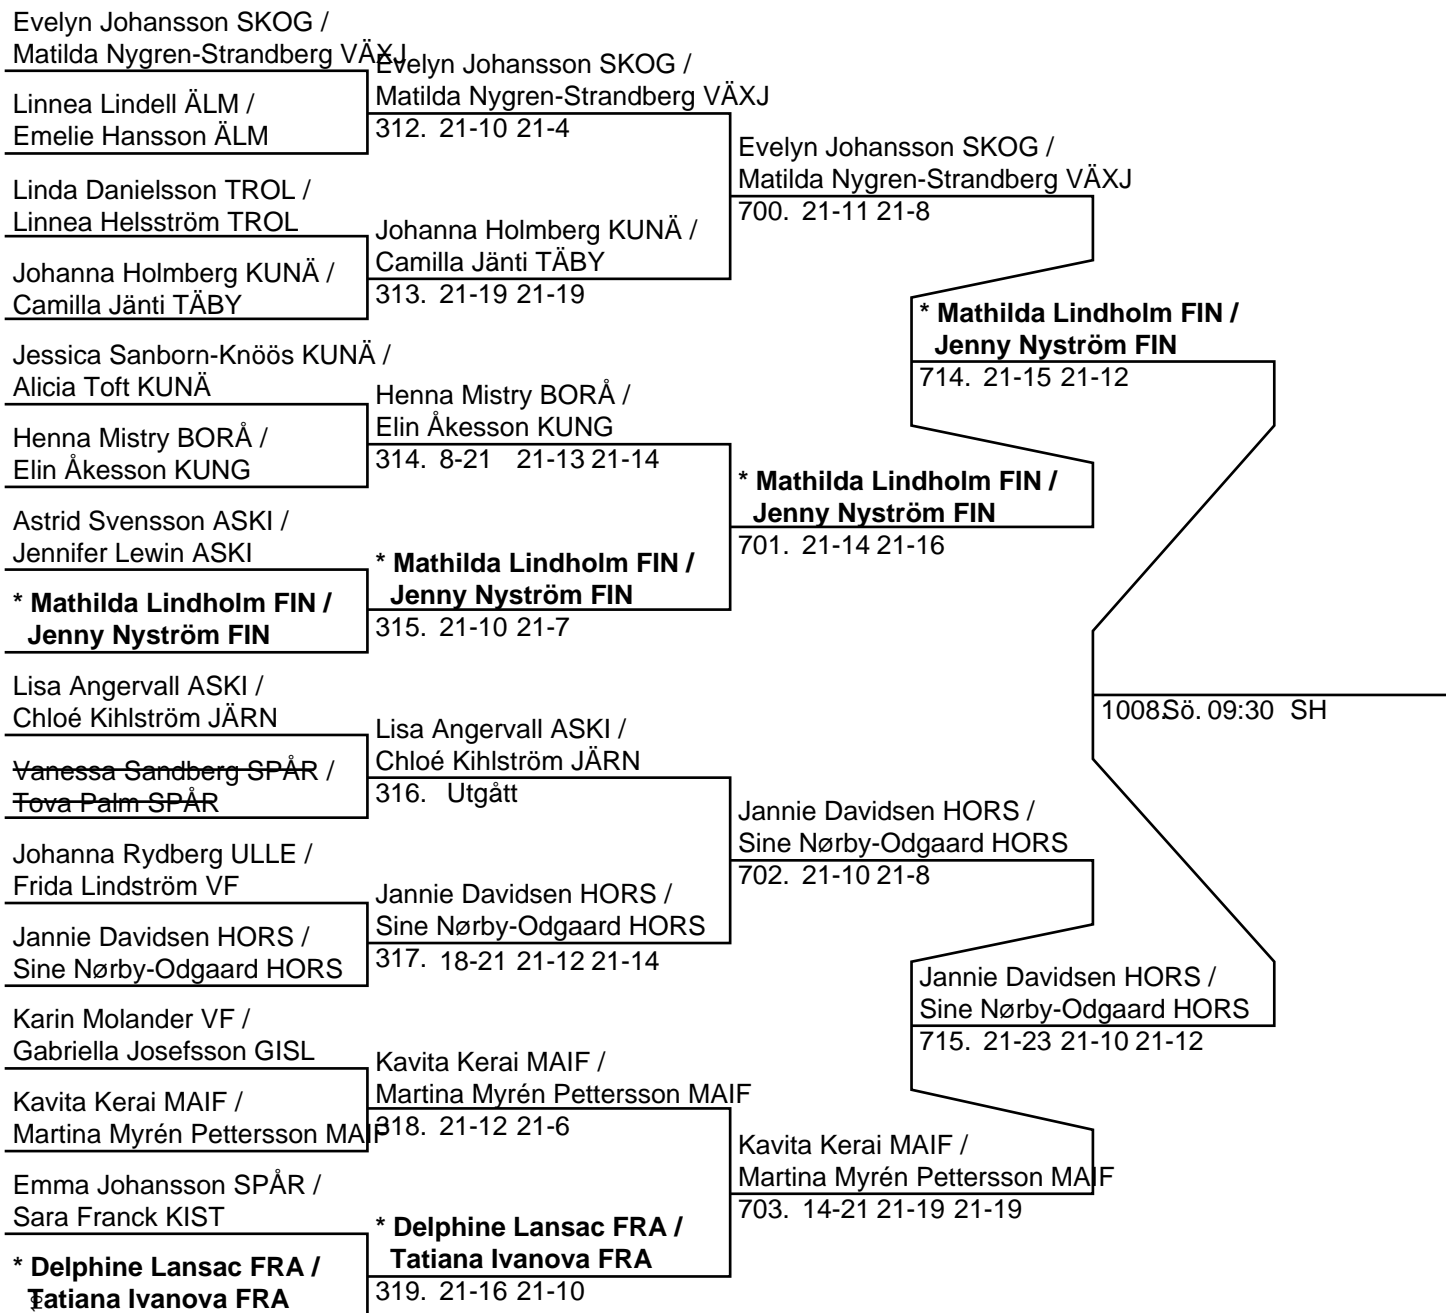 Evelyn Johansson SKOG /
Matilda Nygren-Strandberg VÄXJ
Linnea Lindell ÄLM /
Emelie Hansson ÄLM
Linda Danielsson TROL /
Linnea Helsström TROL
Johanna Holmberg KUNÄ /
Camilla Jänti TÄBY
Jessica Sanborn-Knöös KUNÄ /
Alicia Toft KUNÄ
Henna Mistry BORÅ /
Elin Åkesson KUNG
Astrid Svensson ASKI /
Jennifer Lewin ASKI
* Mathilda Lindholm FIN /
Jenny Nyström FIN
Lisa Angervall ASKI /
Chloé Kihlström JÄRN
Vanessa Sandberg SPÅR /
Tova Palm SPÅR
Johanna Rydberg ULLE /
Frida Lindström VF
Jannie Davidsen HORS /
Sine Nørby-Odgaard HORS
Karin Molander VF /
Gabriella Josefsson GISL
Kavita Kerai MAIF /
Martina Myrén Pettersson MAIF
Emma Johansson SPÅR /
Sara Franck KIST
* Delphine Lansac FRA /
Tatiana Ivanova FRA
Evelyn Johansson SKOG /
Matilda Nygren-Strandberg VÄXJ
312. 21-10 21-4
Johanna Holmberg KUNÄ /
Camilla Jänti TÄBY
313. 21-19 21-19
Henna Mistry BORÅ /
Elin Åkesson KUNG
314. 8-21 21-13 21-14
* Mathilda Lindholm FIN /
Jenny Nyström FIN
315. 21-10 21-7
Lisa Angervall ASKI /
Chloé Kihlström JÄRN
316. Utgått
Jannie Davidsen HORS /
Sine Nørby-Odgaard HORS
317. 18-21 21-12 21-14
Kavita Kerai MAIF /
Martina Myrén Pettersson MAIF
318. 21-12 21-6
* Delphine Lansac FRA /
Tatiana Ivanova FRA
319. 21-16 21-10
Evelyn Johansson SKOG /
Matilda Nygren-Strandberg VÄXJ
700. 21-11 21-8
* Mathilda Lindholm FIN /
Jenny Nyström FIN
701. 21-14 21-16
Jannie Davidsen HORS /
Sine Nørby-Odgaard HORS
702. 21-10 21-8
Kavita Kerai MAIF /
Martina Myrén Pettersson MAIF
703. 14-21 21-19 21-19
* Mathilda Lindholm FIN /
Jenny Nyström FIN
714. 21-15 21-12
Jannie Davidsen HORS /
Sine Nørby-Odgaard HORS
715. 21-23 21-10 21-12
1008. Sö. 09:30 SH